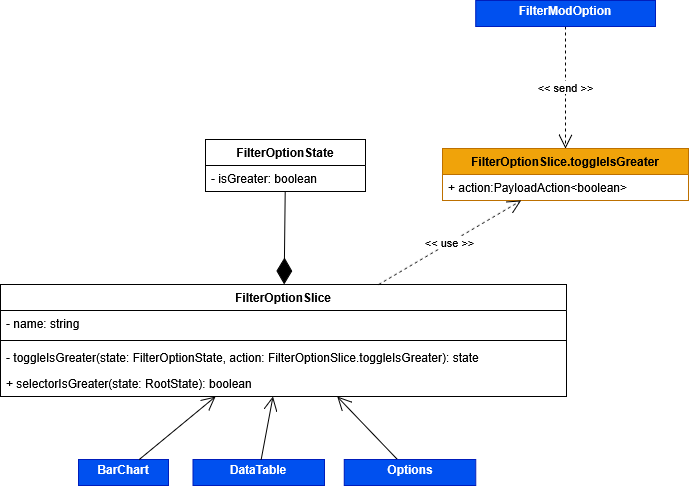 FilterModOption
<< send >>
FilterOptionState
- isGreater: boolean
FilterOptionSlice.toggleIsGreater
+ action:PayloadAction<boolean>
<< use >>
FilterOptionSlice
- name: string
- toggleIsGreater(state: FilterOptionState, action: FilterOptionSlice.toggleIsGreater): state
+ selectorIsGreater(state: RootState): boolean
BarChart
DataTable
Options